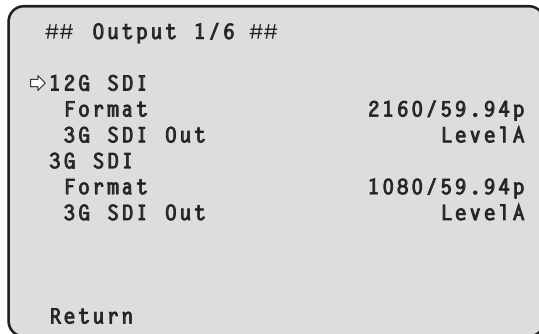 ## Output 1/6 ##
⇨12G SDI
Format 2160/59.94p
3G SDI Out LevelA
3G SDI
Format 1080/59.94p
3G SDI Out LevelA
Return